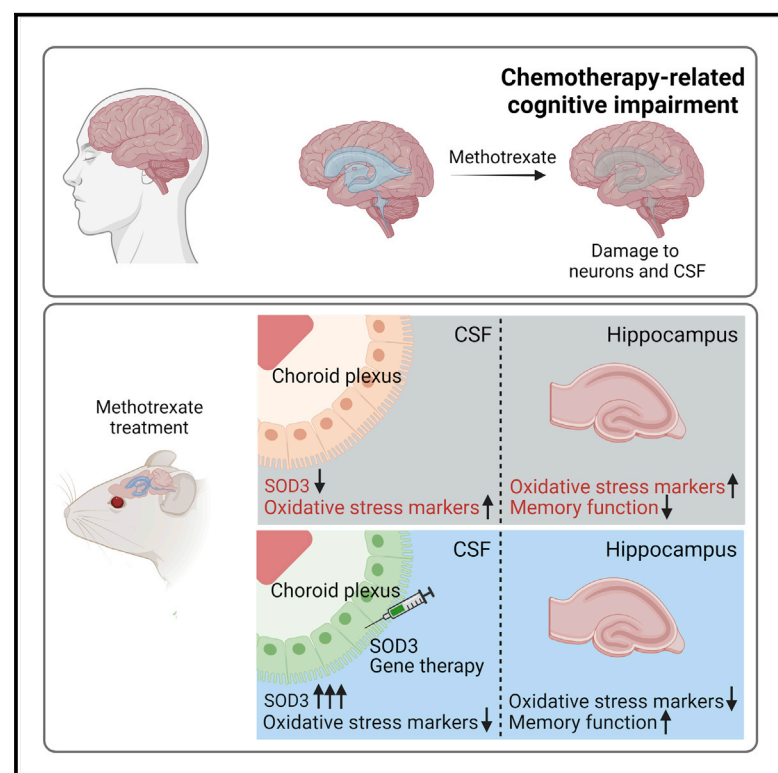 Chemotherapy-related
cognitive impairment
Methotrexate
Damage to
neurons and CSF
Methotrexate
treatment
CSF
Hippocampus
Choroid plexus
SOD3 ↓
Oxidative stress markers ↑
Oxidative stress markers ↑
Memory function ↓
CSF
Hippocampus
Choroid plexus
SOD3
Gene therapy
SOD3 ↑↑↑
Oxidative stress markers ↓
Oxidative stress markers ↓
Memory function ↑